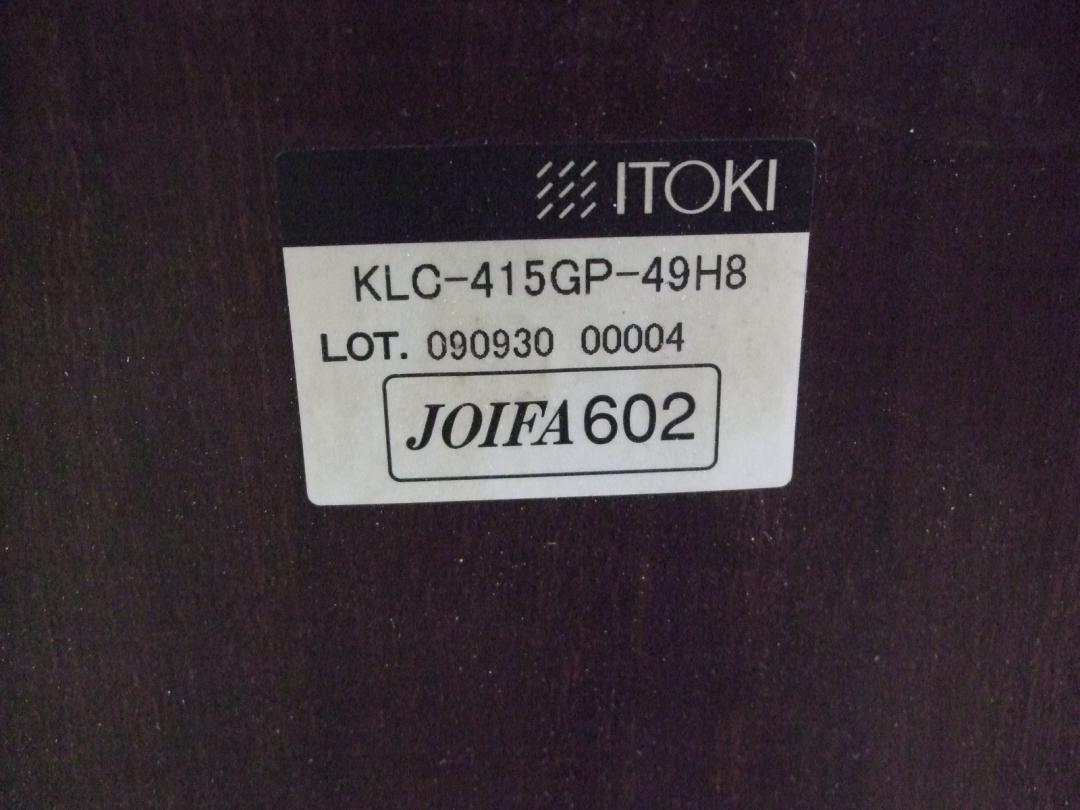 ITOKI
KLC-415GP-49H8
LOT. 090930 00004
JOIFA602